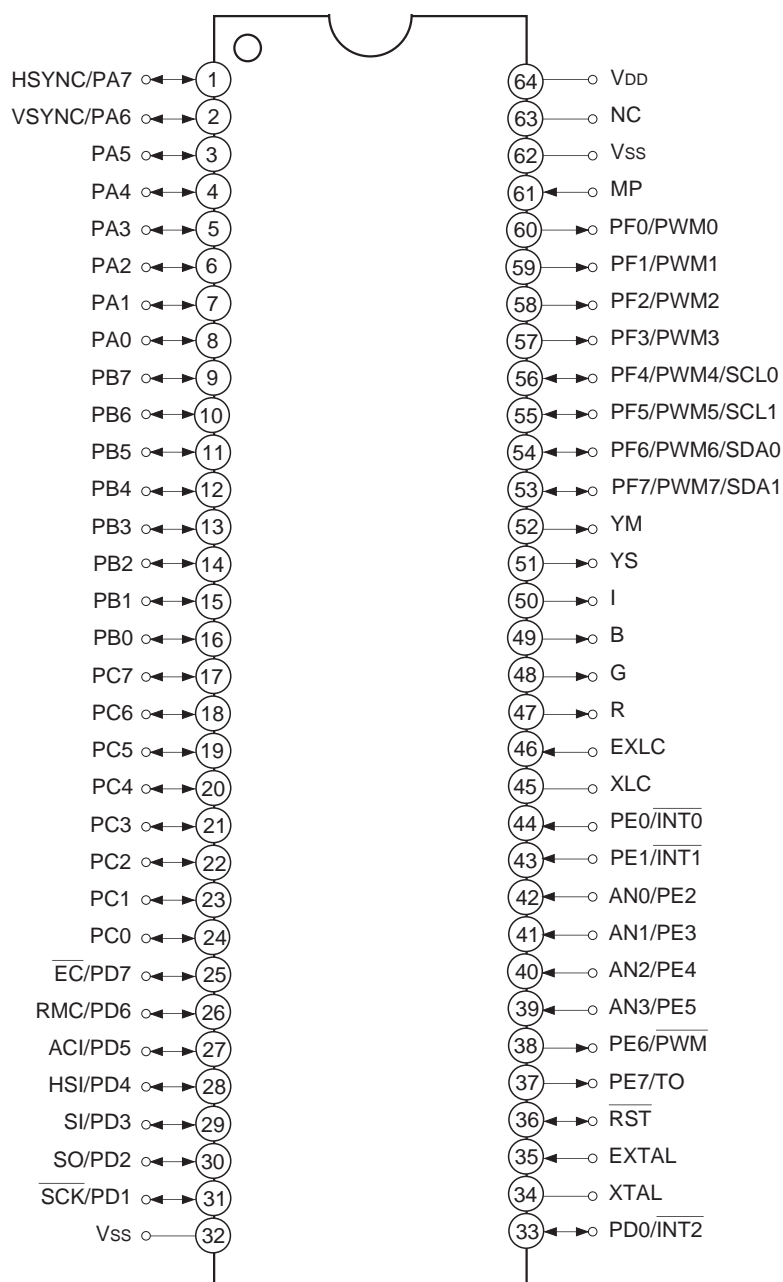 HSYNC/PA7 1 64 VDD
VSYNC/PA6 2 63 NC
PA5 3 62 Vss
PA4 4 61 MP
PA3 5 60 PF0/PWM0
PA2 6 59 PF1/PWM1
PA1 7 58 PF2/PWM2
PA0 8 57 PF3/PWM3
PB7 9 56 PF4/PWM4/SCL0
PB6 10 55 PF5/PWM5/SCL1
PB5 11 54 PF6/PWM6/SDA0
PB4 12 53 PF7/PWM7/SDA1
PB3 13 52 YM
PB2 14 51 YS
PB1 15 50 I
PB0 16 49 B
PC7 17 48 G
PC6 18 47 R
PC5 19 46 EXLC
PC4 20 45 XLC
PC3 21 44 PE0/I̅N̅T̅0̅
PC2 22 43 PE1/I̅N̅T̅1̅
PC1 23 42 AN0/PE2
PC0 24 41 AN1/PE3
E̅C̅/PD7 25 40 AN2/PE4
RMC/PD6 26 39 AN3/PE5
ACI/PD5 27 38 PE6/P̅W̅M̅
HSI/PD4 28 37 PE7/TO
SI/PD3 29 36 R̅S̅T̅
SO/PD2 30 35 EXTAL
S̅C̅K̅/PD1 31 34 XTAL
Vss 32 33 PD0/I̅N̅T̅2̅